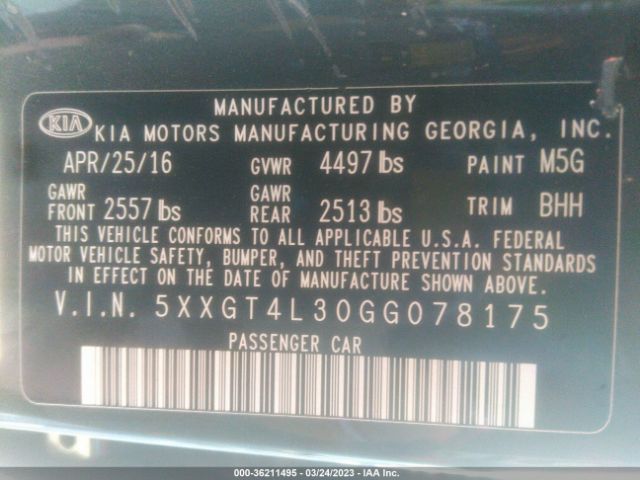 MANUFACTURED BY
KIA KIA MOTORS MANUFACTURING GEORGIA, INC.
APR/25/16 GVWR 4497 lbs PAINT M5G
GAWR FRONT 2557 lbs GAWR REAR 2513 lbs TRIM BHH
THIS VEHICLE CONFORMS TO ALL APPLICABLE U.S.A. FEDERAL
MOTOR VEHICLE SAFETY, BUMPER, AND THEFT PREVENTION STANDARDS
IN EFFECT ON THE DATE OF MANUFACTURE SHOWN ABOVE.
V.I.N. 5XXGT4L30GG078175
PASSENGER CAR
000-36211495 - 03/24/2023 - IAA Inc.